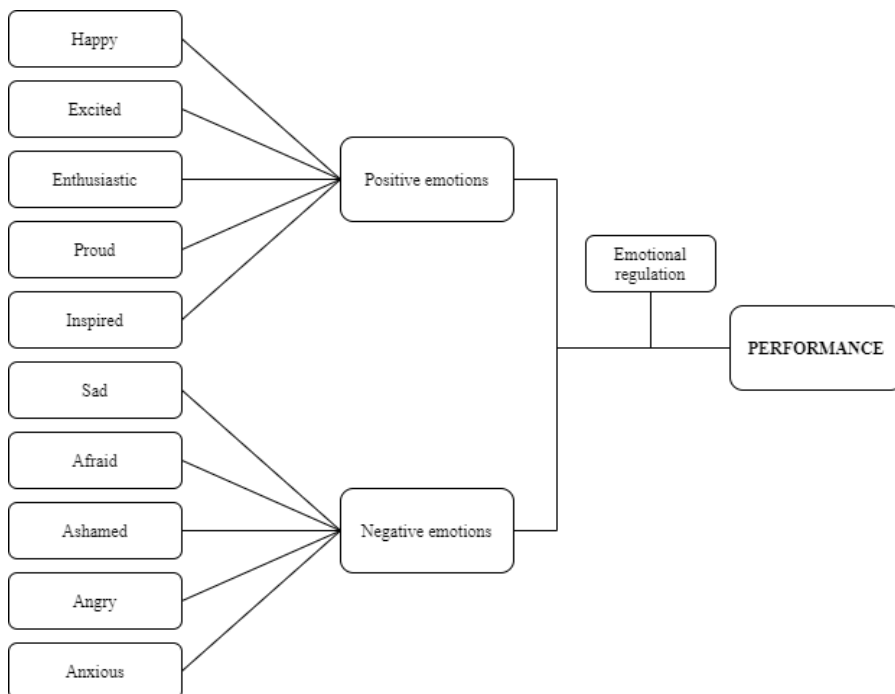 Happy
Excited
Enthusiastic
Proud
Inspired
Sad
Afraid
Ashamed
Angry
Anxious
Positive emotions
Negative emotions
Emotional
regulation
PERFORMANCE